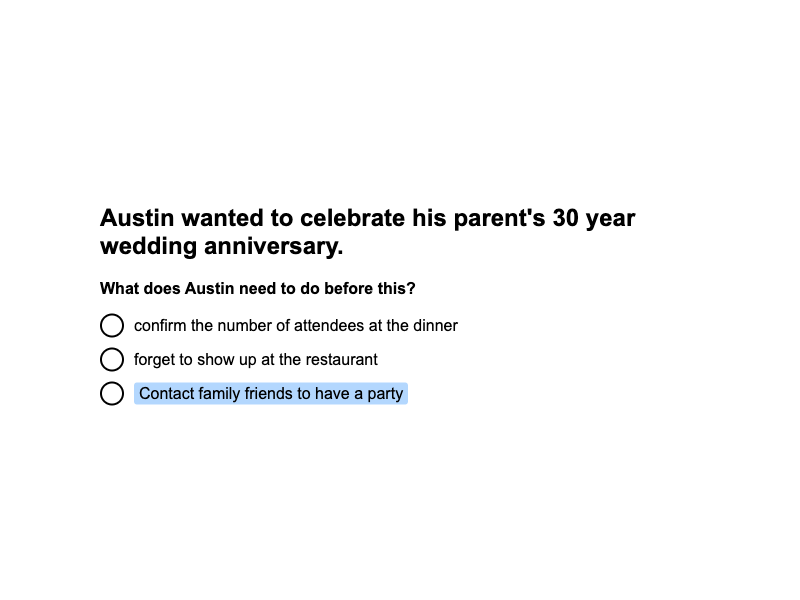 Austin wanted to celebrate his parent's 30 year
wedding anniversary.
What does Austin need to do before this?
confirm the number of attendees at the dinner
forget to show up at the restaurant
Contact family friends to have a party